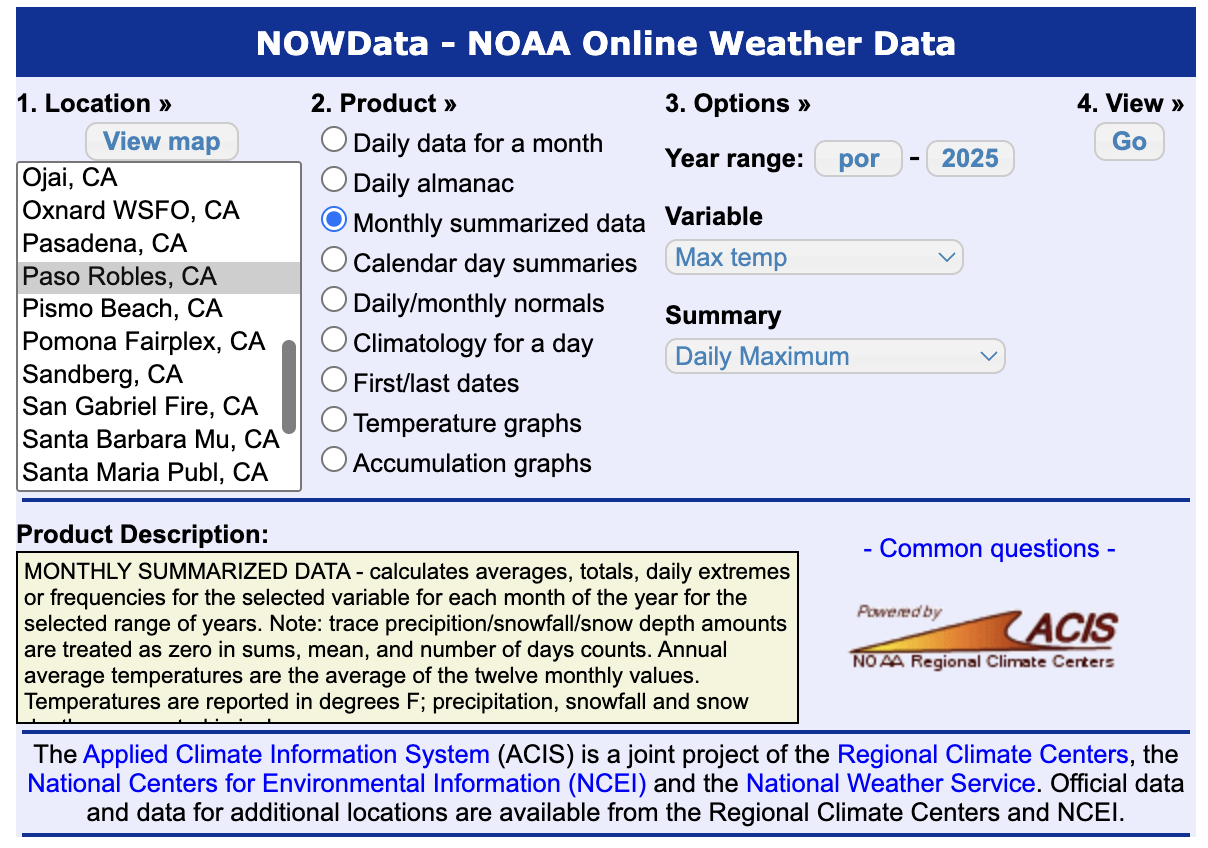 NOWData - NOAA Online Weather Data
1. Location »
View map
Ojai, CA
Oxnard WSFO, CA
Pasadena, CA
Paso Robles, CA
Pismo Beach, CA
Pomona Fairplex, CA
Sandberg, CA
San Gabriel Fire, CA
Santa Barbara Mu, CA
Santa Maria Publ, CA
2. Product »
Daily data for a month
Daily almanac
Monthly summarized data
Calendar day summaries
Daily/monthly normals
Climatology for a day
First/last dates
Temperature graphs
Accumulation graphs
3. Options »
Year range: por - 2025
Variable
Max temp
Summary
Daily Maximum
4. View »
Go
Product Description:
MONTHLY SUMMARIZED DATA - calculates averages, totals, daily extremes
or frequencies for the selected variable for each month of the year for the
selected range of years. Note: trace precipition/snowfall/snow depth amounts
are treated as zero in sums, mean, and number of days counts. Annual
average temperatures are the average of the twelve monthly values.
Temperatures are reported in degrees F; precipitation, snowfall and snow
- Common questions -
Powered by
ACIS
NOAA Regional Climate Centers
The Applied Climate Information System (ACIS) is a joint project of the Regional Climate Centers, the
National Centers for Environmental Information (NCEI) and the National Weather Service. Official data
and data for additional locations are available from the Regional Climate Centers and NCEI.